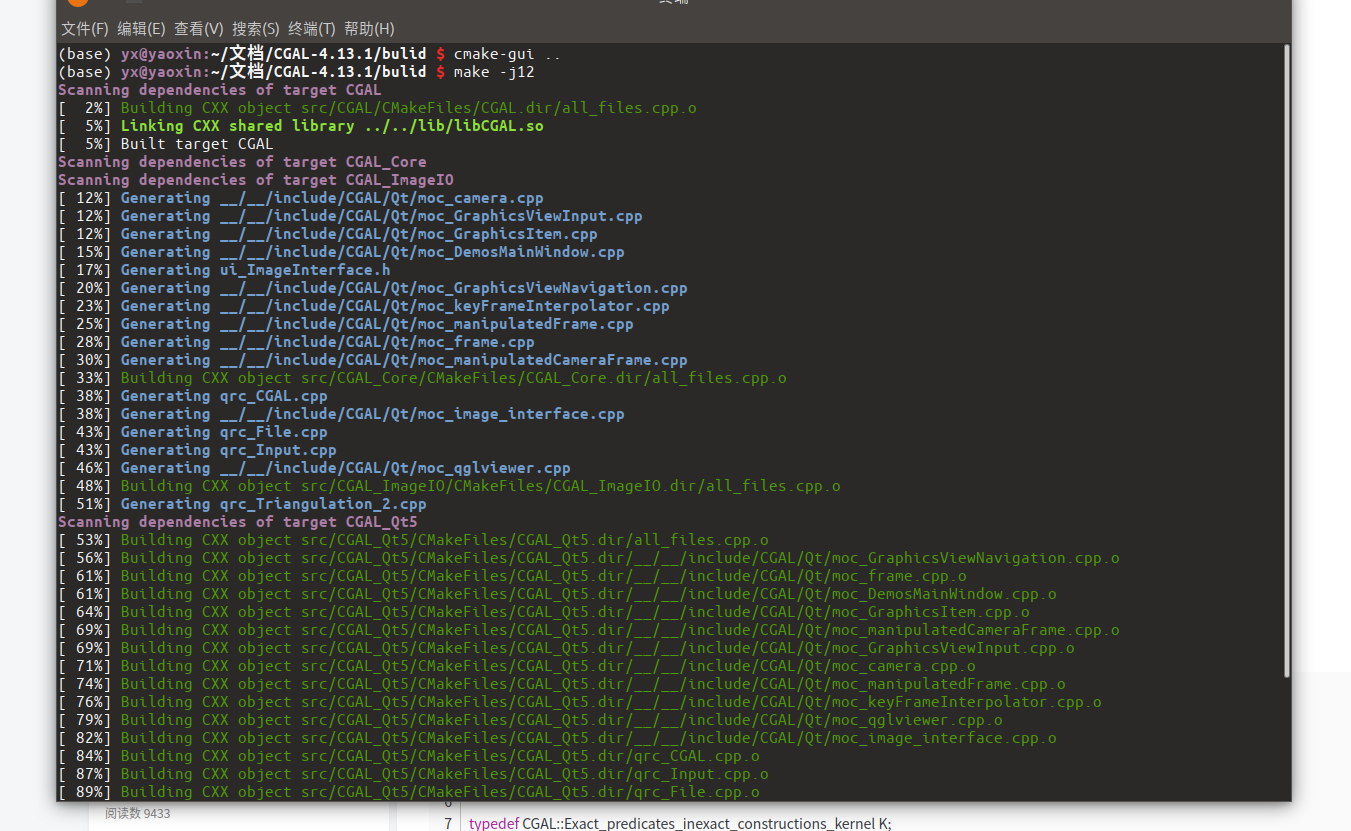 终端
文件(F) 编辑(E) 查看(V) 搜索(S) 终端(T) 帮助(H)
(base) yx@yaoxin:~/文档/CGAL-4.13.1/bulid $ cmake-gui ..
(base) yx@yaoxin:~/文档/CGAL-4.13.1/bulid $ make -j12
Scanning dependencies of target CGAL
[  2%] Building CXX object src/CGAL/CMakeFiles/CGAL.dir/all_files.cpp.o
[  5%] Linking CXX shared library ../../lib/libCGAL.so
[  5%] Built target CGAL
Scanning dependencies of target CGAL_Core
Scanning dependencies of target CGAL_ImageIO
[ 12%] Generating __/__/include/CGAL/Qt/moc_camera.cpp
[ 12%] Generating __/__/include/CGAL/Qt/moc_GraphicsViewInput.cpp
[ 12%] Generating __/__/include/CGAL/Qt/moc_GraphicsItem.cpp
[ 15%] Generating __/__/include/CGAL/Qt/moc_DemosMainWindow.cpp
[ 17%] Generating ui_ImageInterface.h
[ 20%] Generating __/__/include/CGAL/Qt/moc_GraphicsViewNavigation.cpp
[ 23%] Generating __/__/include/CGAL/Qt/moc_keyFrameInterpolator.cpp
[ 25%] Generating __/__/include/CGAL/Qt/moc_manipulatedFrame.cpp
[ 28%] Generating __/__/include/CGAL/Qt/moc_frame.cpp
[ 30%] Generating __/__/include/CGAL/Qt/moc_manipulatedCameraFrame.cpp
[ 33%] Building CXX object src/CGAL_Core/CMakeFiles/CGAL_Core.dir/all_files.cpp.o
[ 38%] Generating qrc_CGAL.cpp
[ 38%] Generating __/__/include/CGAL/Qt/moc_image_interface.cpp
[ 43%] Generating qrc_File.cpp
[ 43%] Generating qrc_Input.cpp
[ 46%] Generating __/__/include/CGAL/Qt/moc_qglviewer.cpp
[ 48%] Building CXX object src/CGAL_ImageIO/CMakeFiles/CGAL_ImageIO.dir/all_files.cpp.o
[ 51%] Generating qrc_Triangulation_2.cpp
Scanning dependencies of target CGAL_Qt5
[ 53%] Building CXX object src/CGAL_Qt5/CMakeFiles/CGAL_Qt5.dir/all_files.cpp.o
[ 56%] Building CXX object src/CGAL_Qt5/CMakeFiles/CGAL_Qt5.dir/__/__/include/CGAL/Qt/moc_GraphicsViewNavigation.cpp.o
[ 61%] Building CXX object src/CGAL_Qt5/CMakeFiles/CGAL_Qt5.dir/__/__/include/CGAL/Qt/moc_frame.cpp.o
[ 61%] Building CXX object src/CGAL_Qt5/CMakeFiles/CGAL_Qt5.dir/__/__/include/CGAL/Qt/moc_DemosMainWindow.cpp.o
[ 64%] Building CXX object src/CGAL_Qt5/CMakeFiles/CGAL_Qt5.dir/__/__/include/CGAL/Qt/moc_GraphicsItem.cpp.o
[ 69%] Building CXX object src/CGAL_Qt5/CMakeFiles/CGAL_Qt5.dir/__/__/include/CGAL/Qt/moc_manipulatedCameraFrame.cpp.o
[ 69%] Building CXX object src/CGAL_Qt5/CMakeFiles/CGAL_Qt5.dir/__/__/include/CGAL/Qt/moc_GraphicsViewInput.cpp.o
[ 71%] Building CXX object src/CGAL_Qt5/CMakeFiles/CGAL_Qt5.dir/__/__/include/CGAL/Qt/moc_camera.cpp.o
[ 74%] Building CXX object src/CGAL_Qt5/CMakeFiles/CGAL_Qt5.dir/__/__/include/CGAL/Qt/moc_manipulatedFrame.cpp.o
[ 76%] Building CXX object src/CGAL_Qt5/CMakeFiles/CGAL_Qt5.dir/__/__/include/CGAL/Qt/moc_keyFrameInterpolator.cpp.o
[ 79%] Building CXX object src/CGAL_Qt5/CMakeFiles/CGAL_Qt5.dir/__/__/include/CGAL/Qt/moc_qglviewer.cpp.o
[ 82%] Building CXX object src/CGAL_Qt5/CMakeFiles/CGAL_Qt5.dir/__/__/include/CGAL/Qt/moc_image_interface.cpp.o
[ 84%] Building CXX object src/CGAL_Qt5/CMakeFiles/CGAL_Qt5.dir/qrc_CGAL.cpp.o
[ 87%] Building CXX object src/CGAL_Qt5/CMakeFiles/CGAL_Qt5.dir/qrc_Input.cpp.o
[ 89%] Building CXX object src/CGAL_Qt5/CMakeFiles/CGAL_Qt5.dir/qrc_File.cpp.o
阅读数 9433
6
7 typedef CGAL::Exact_predicates_inexact_constructions_kernel K;